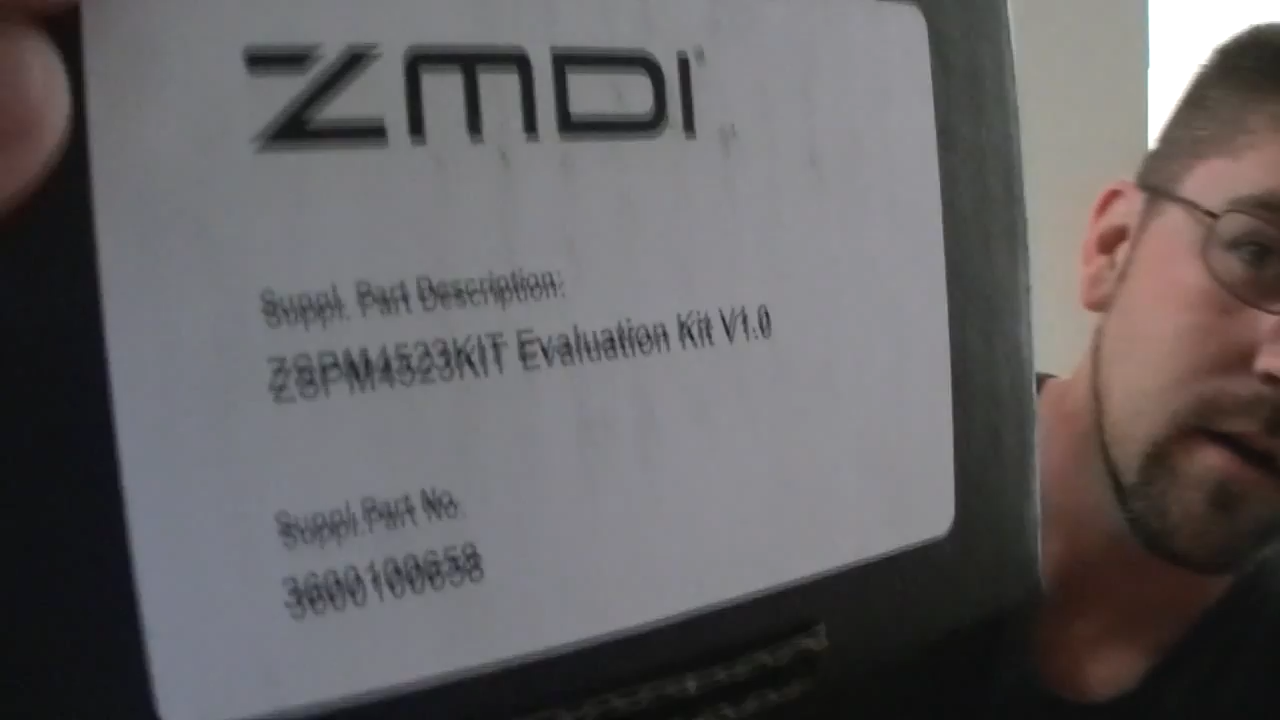 ZMDI
Suppl. Part Description:
ZSPM4523KIT Evaluation Kit V1.0
Suppl.Part No.
3600100658